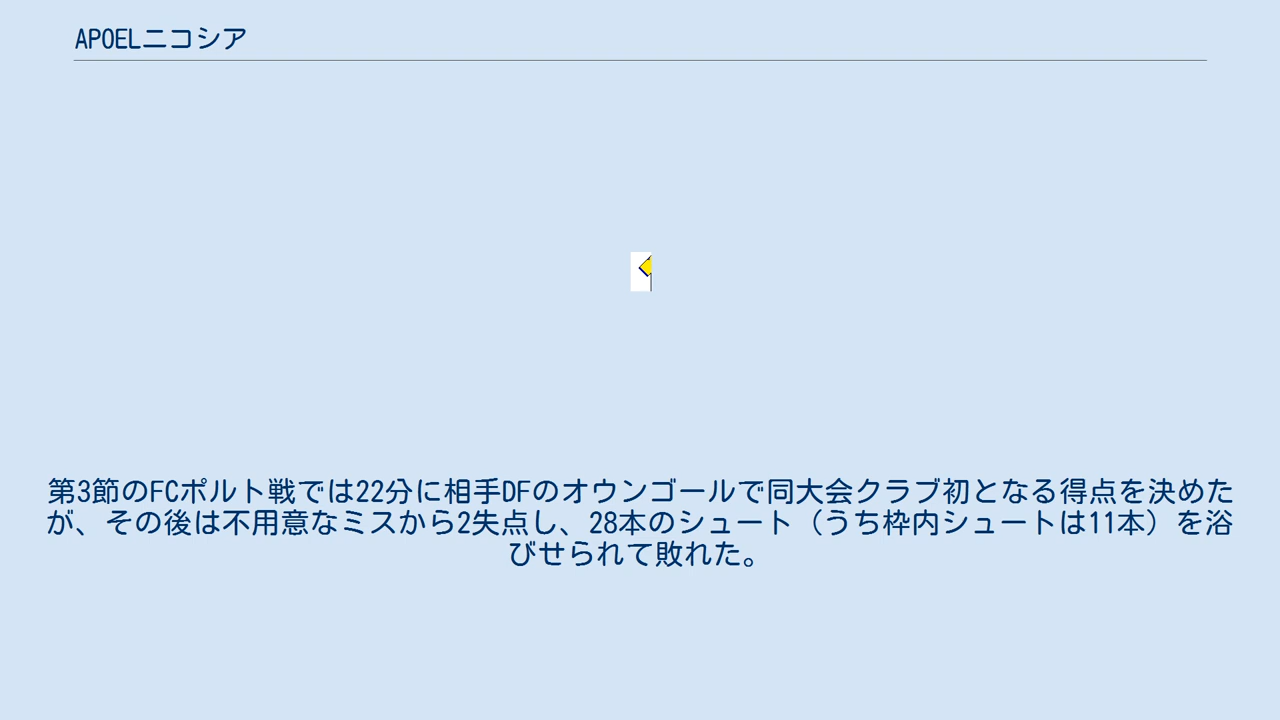 APOELニコシア
第3節のFCポルト戦では22分に相手DFのオウンゴールで同大会クラブ初となる得点を決めた
が、その後は不用意なミスから2失点し、28本のシュート（うち枠内シュートは11本）を浴
びせられて敗れた。